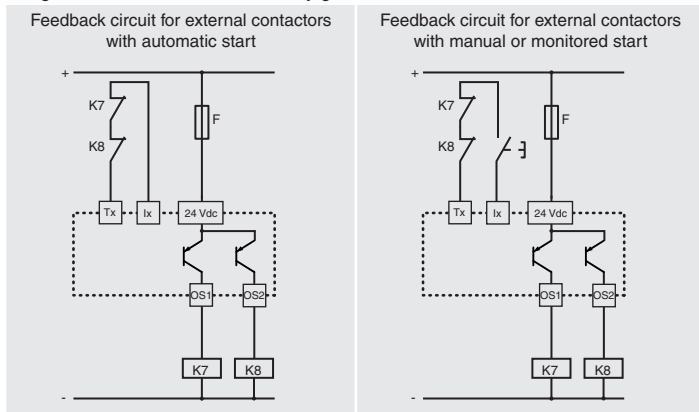 Feedback circuit for external contactors
with automatic start
+
K7
K8
F
Tx
Ix
24 Vdc
OS1
OS2
K7
K8
-
Feedback circuit for external contactors
with manual or monitored start
+
K7
K8
F
Tx
Ix
24 Vdc
OS1
OS2
K7
K8
-